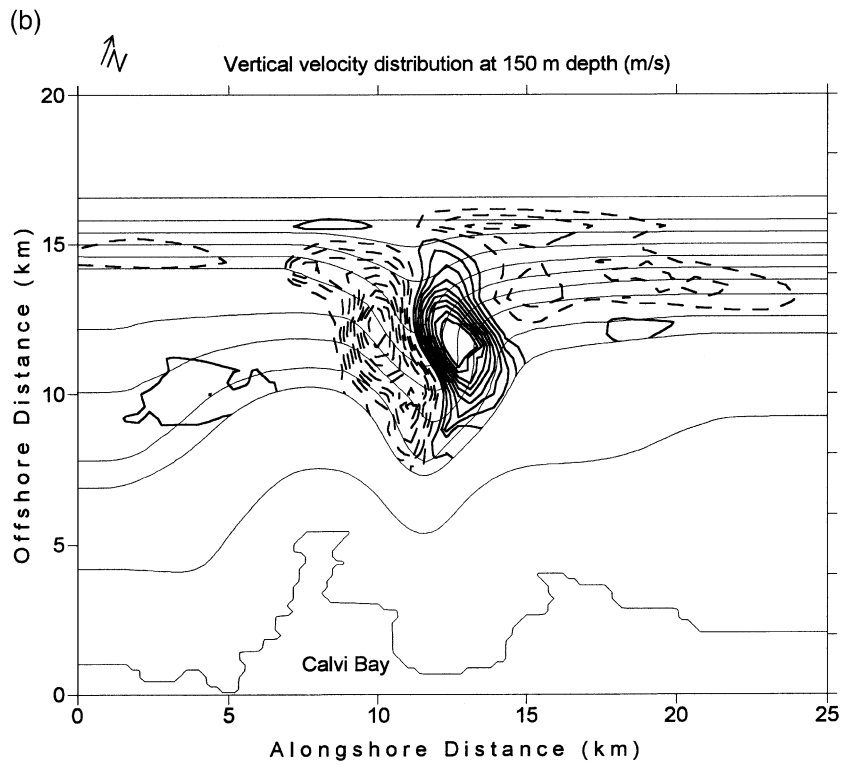 (b)
N
Vertical velocity distribution at 150 m depth (m/s)
20
15
10
5
0
Offshore Distance (km)
Calvi Bay
0 5 10 15 20 25
Alongshore Distance (km)